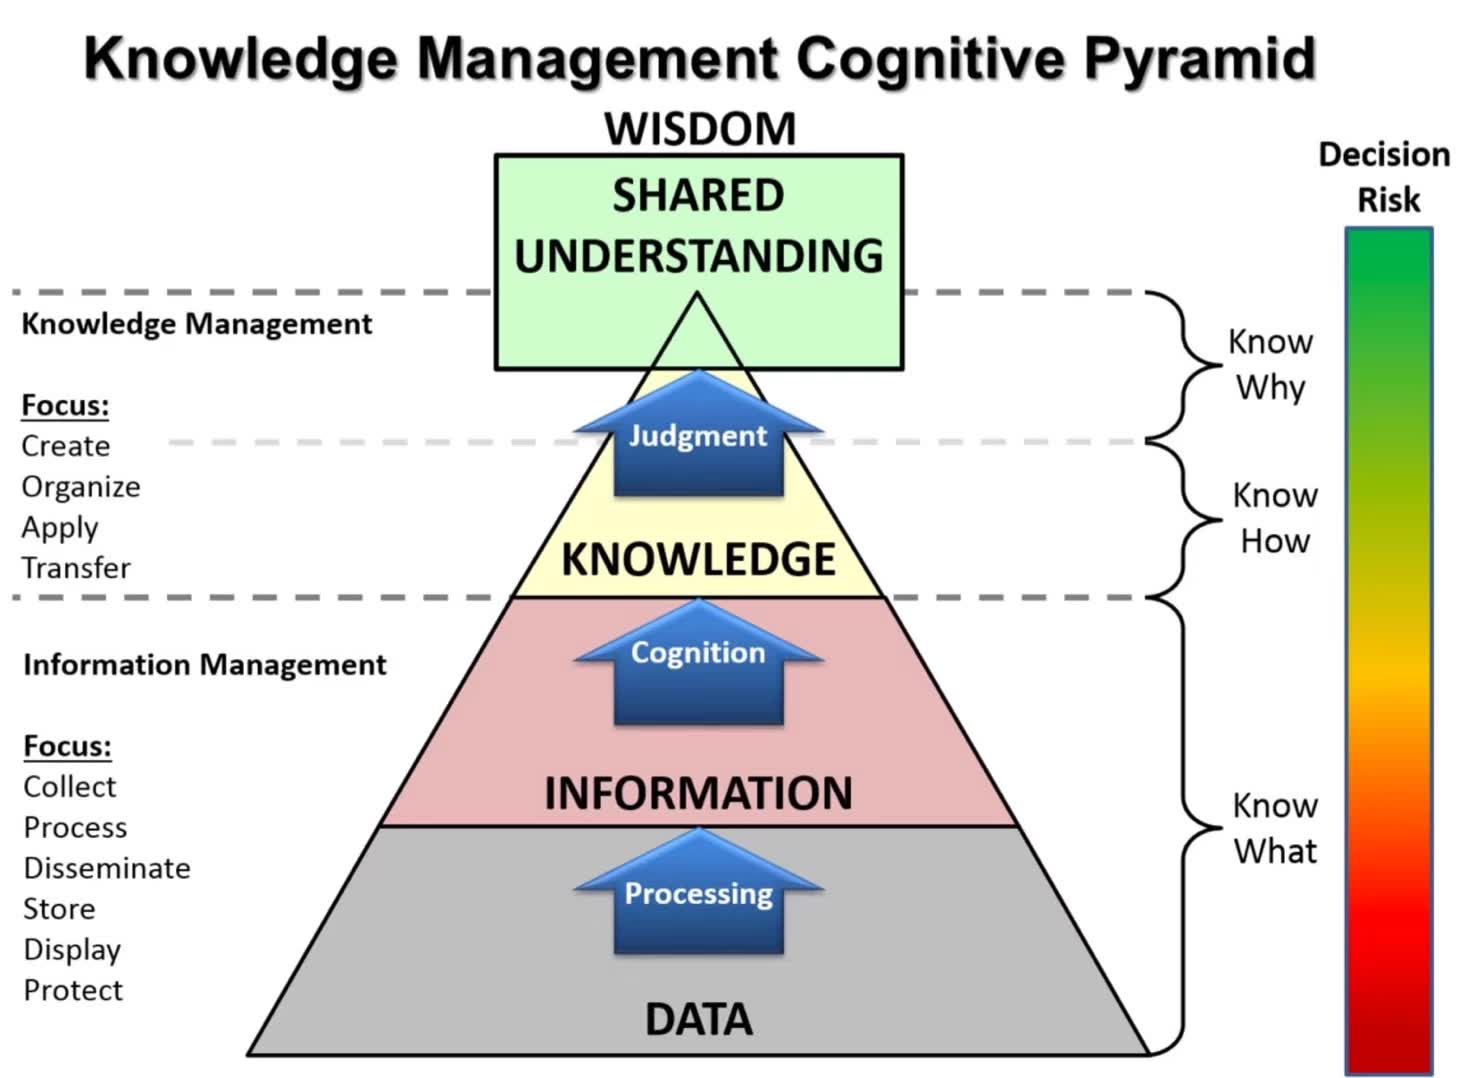 Knowledge Management Cognitive Pyramid
WISDOM
SHARED
UNDERSTANDING
Decision
Risk
Knowledge Management
Focus:
Create
Organize
Apply
Transfer
Judgment
KNOWLEDGE
Know
Why
Know
How
Information Management
Focus:
Collect
Process
Disseminate
Store
Display
Protect
Cognition
INFORMATION
Processing
DATA
Know
What